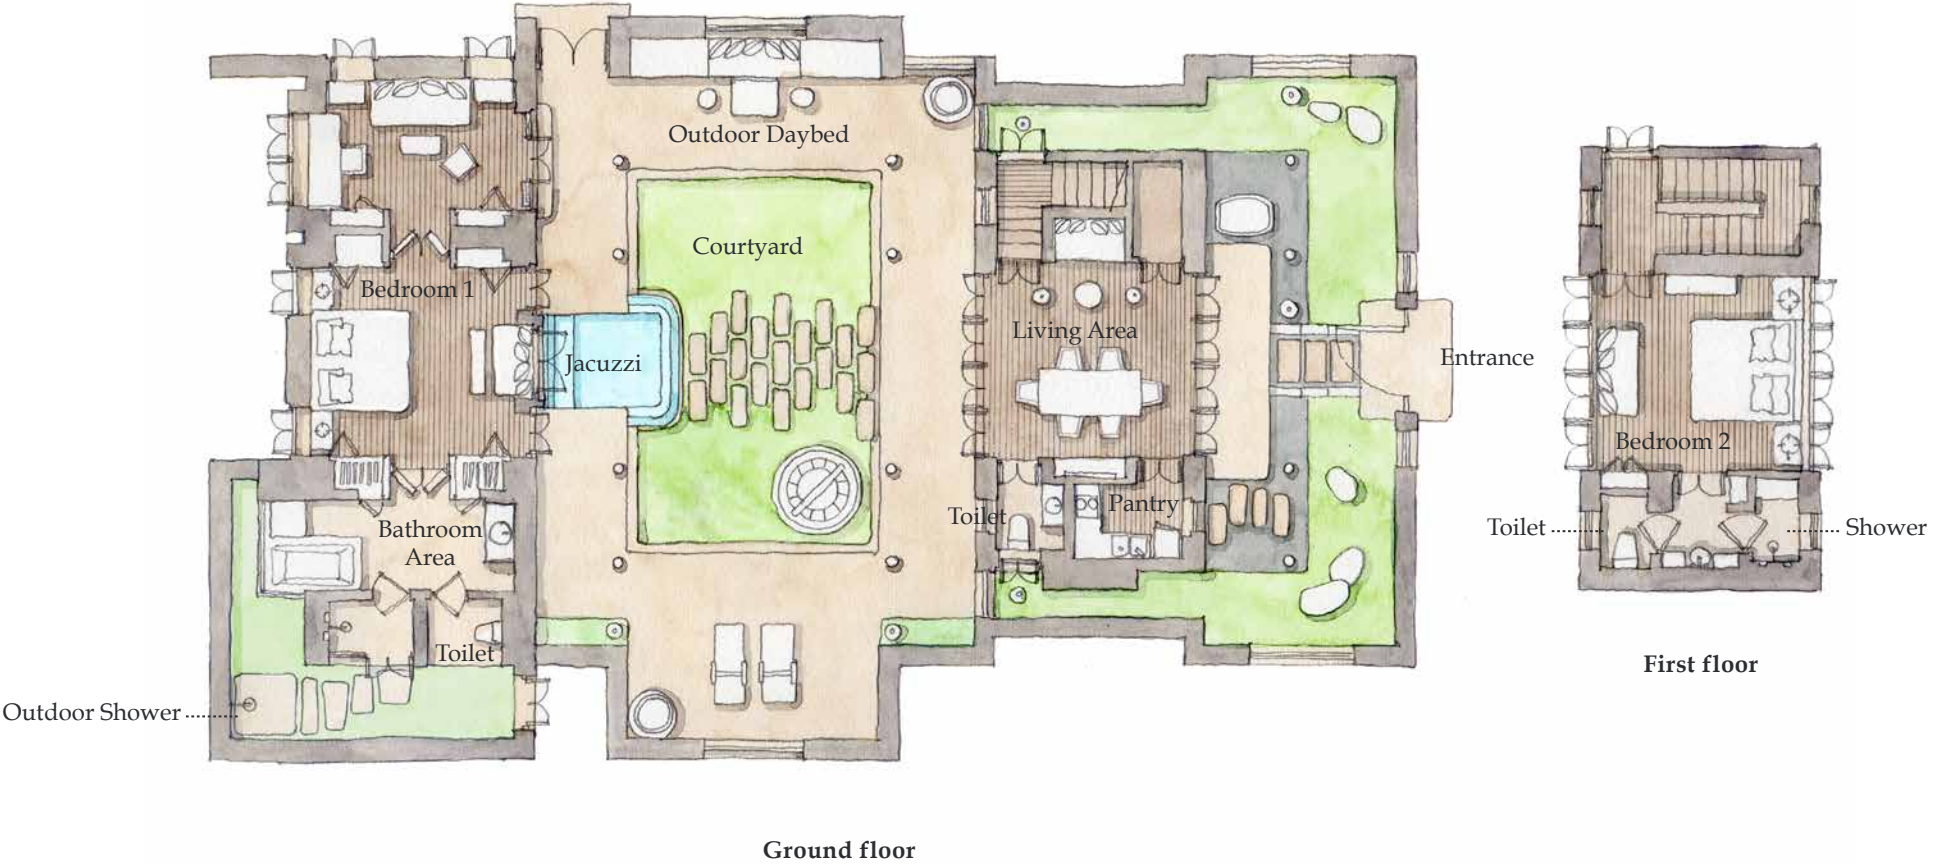 Outdoor Daybed
Courtyard
Bedroom 1
Living Area
Jacuzzi
Entrance
Bedroom 2
Toilet
Pantry
Bathroom
Area
Toilet
Shower
Toilet
Outdoor Shower
First floor
Ground floor